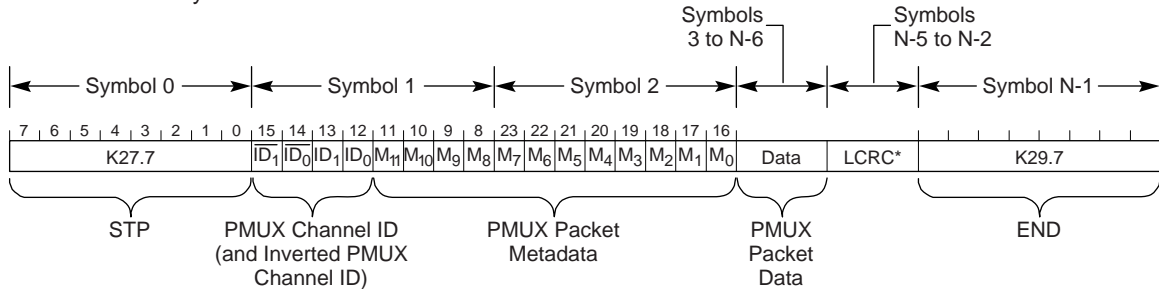 Symbols
3 to N-6
Symbols
N-5 to N-2
Symbol 0
Symbol 1
Symbol 2
Symbol N-1
7 6 5 4 3 2 1 0 15 14 13 12 11 10 9 8 23 22 21 20 19 18 17 16
K27.7 ID̅₁ ID̅₀ ID₁ ID₀ M₁₁ M₁₀ M₉ M₈ M₇ M₆ M₅ M₄ M₃ M₂ M₁ M₀ Data LCRC* K29.7
STP
PMUX Channel ID
(and Inverted PMUX
Channel ID)
PMUX Packet
Metadata
PMUX
Packet
Data
END